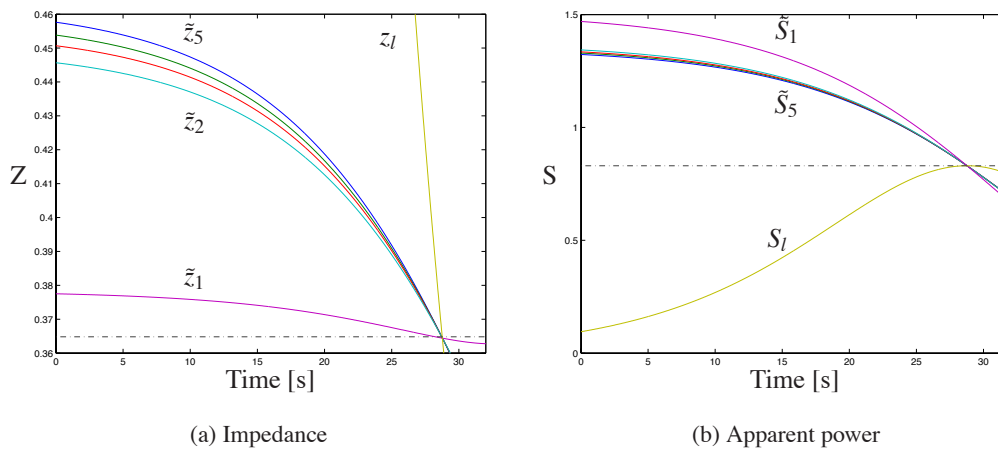 0.46
0.45
0.44
0.43
0.42
0.41
0.4
0.39
0.38
0.37
0.36
Z
z̃₅
z̃₂
z̃₁
z_l
0 5 10 15 20 25 30
Time [s]
(a) Impedance
1.5
1
0.5
0
S
S̃₁
S̃₅
S_l
0 5 10 15 20 25 30
Time [s]
(b) Apparent power